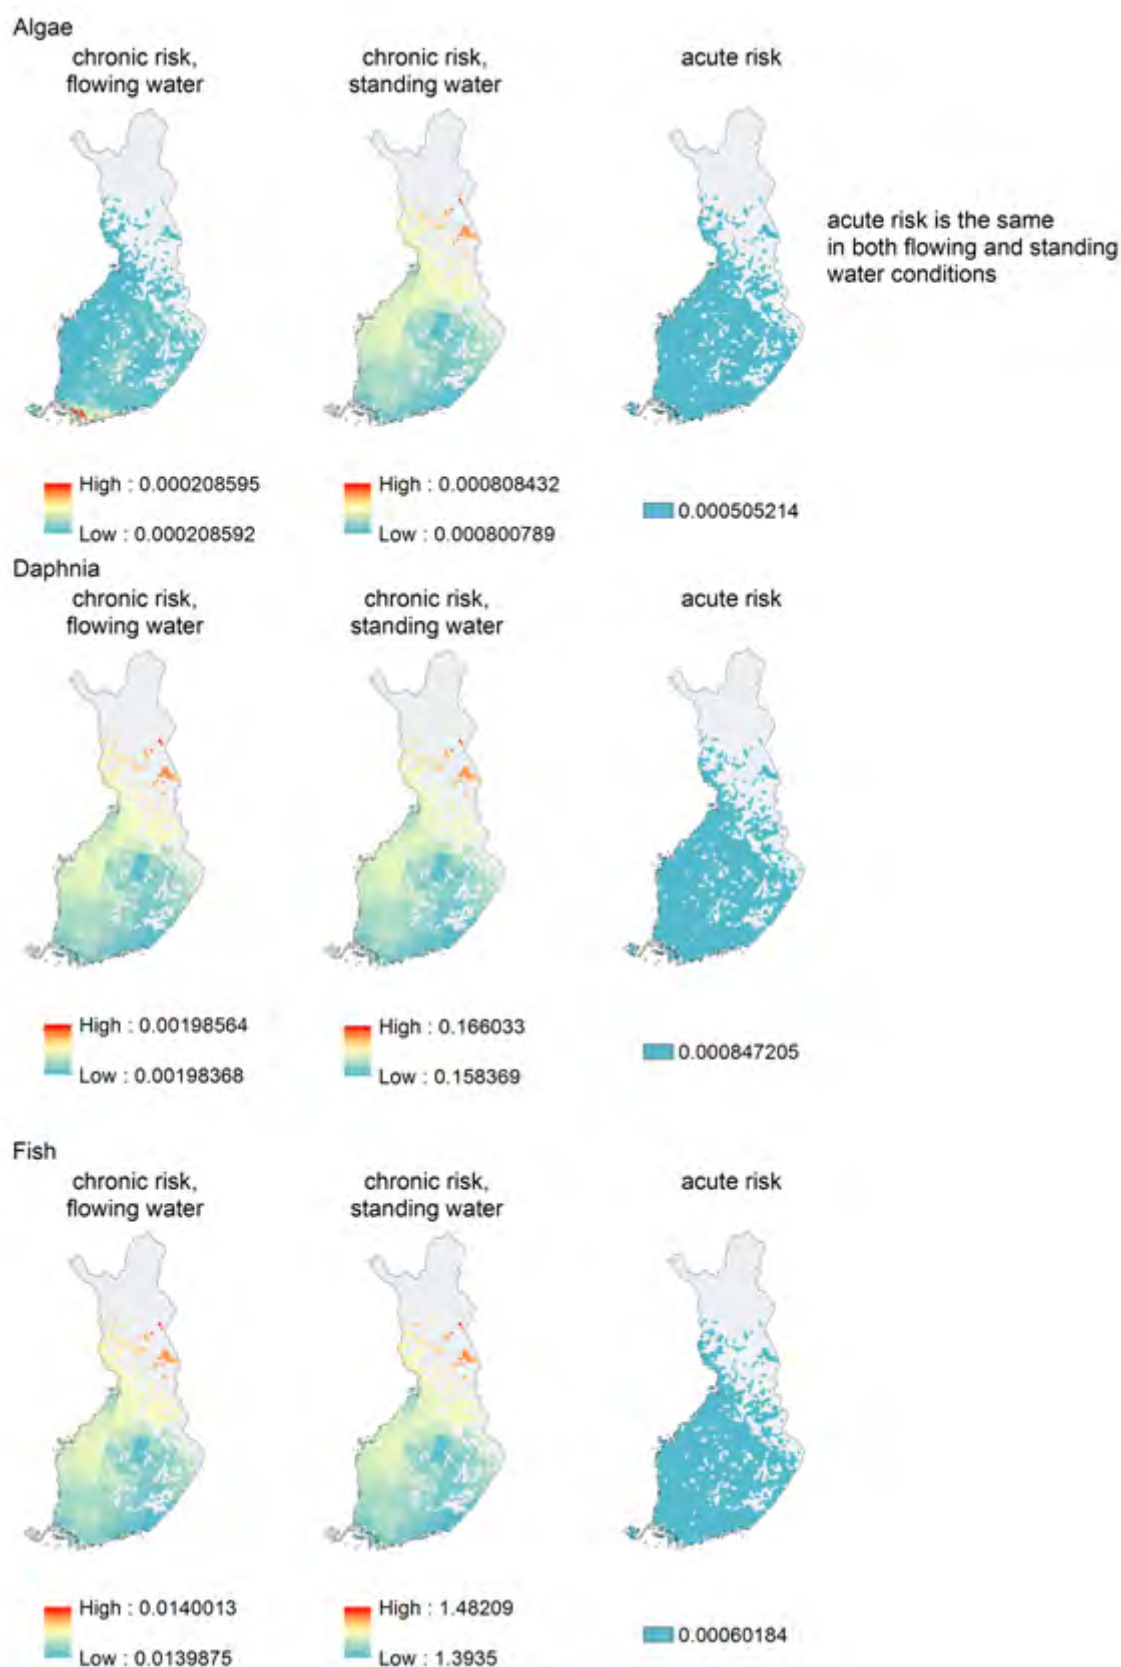 Algae
chronic risk,
flowing water
chronic risk,
standing water
acute risk
acute risk is the same
in both flowing and standing
water conditions
High : 0.000208595
Low : 0.000208592
High : 0.000808432
Low : 0.000800789
0.000505214
Daphnia
chronic risk,
flowing water
chronic risk,
standing water
acute risk
High : 0.00198564
Low : 0.00198368
High : 0.166033
Low : 0.158369
0.000847205
Fish
chronic risk,
flowing water
chronic risk,
standing water
acute risk
High : 0.0140013
Low : 0.0139875
High : 1.48209
Low : 1.3935
0.00060184